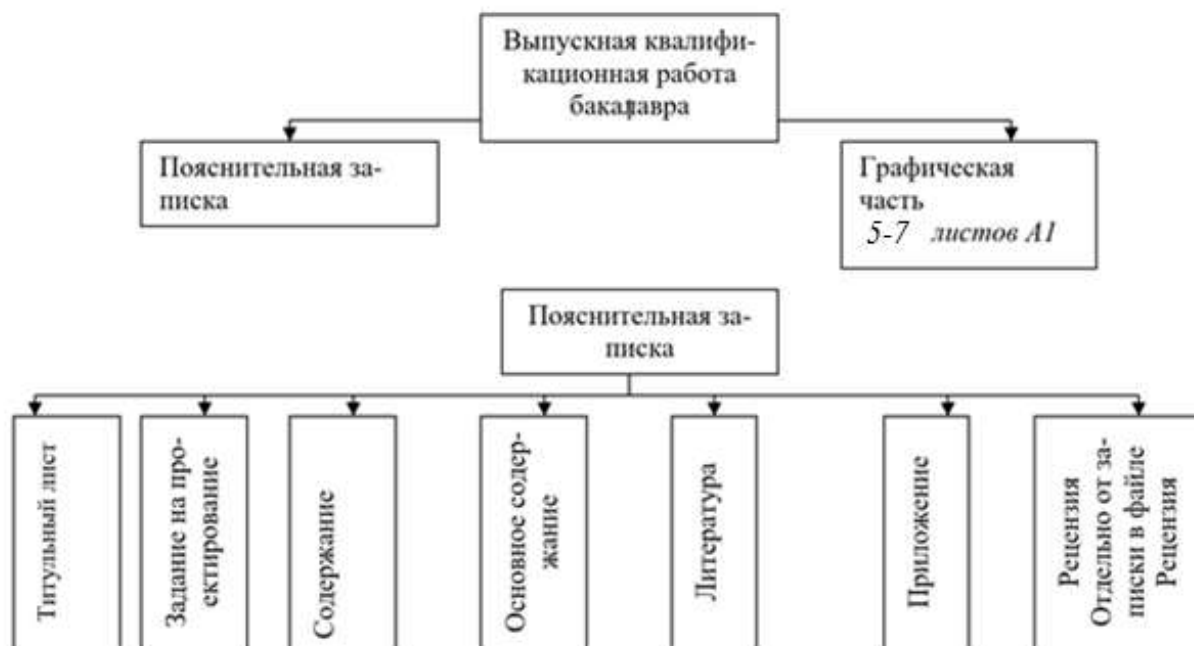 Выпускная квалифи-
кационная работа
бакалавра
Пояснительная за-
писка
Графическая
часть
5-7 листов А1
Пояснительная за-
писка
Титульный лист
Задание на про-
ектирование
Содержание
Основное содер-
жание
Литература
Приложение
Рецензия
Отдельно от за-
писки в файле
Рецензия